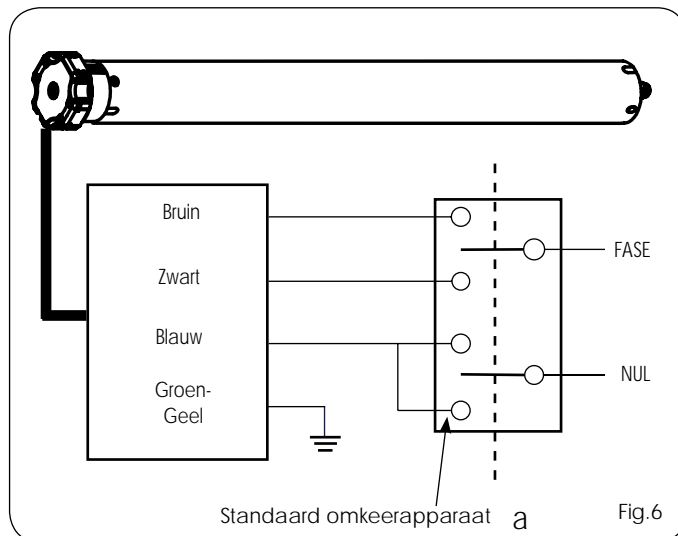 Bruin
FASE
Zwart
Blauw
NUL
Groen-
Geel
Standaard omkeerapparaat a
Fig.6